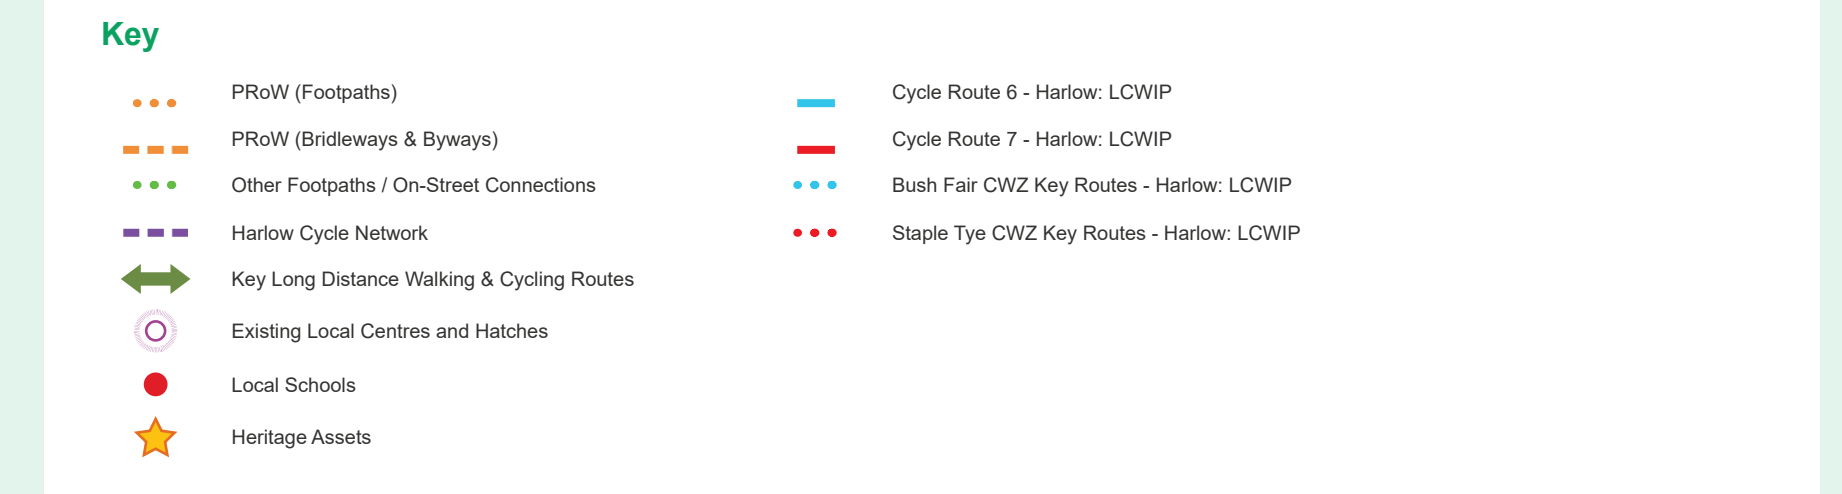 Key
PRoW (Footpaths)
PRoW (Bridleways & Byways)
Other Footpaths / On-Street Connections
Harlow Cycle Network
Key Long Distance Walking & Cycling Routes
Existing Local Centres and Hatches
Local Schools
Heritage Assets
Cycle Route 6 - Harlow: LCWIP
Cycle Route 7 - Harlow: LCWIP
Bush Fair CWZ Key Routes - Harlow: LCWIP
Staple Tye CWZ Key Routes - Harlow: LCWIP